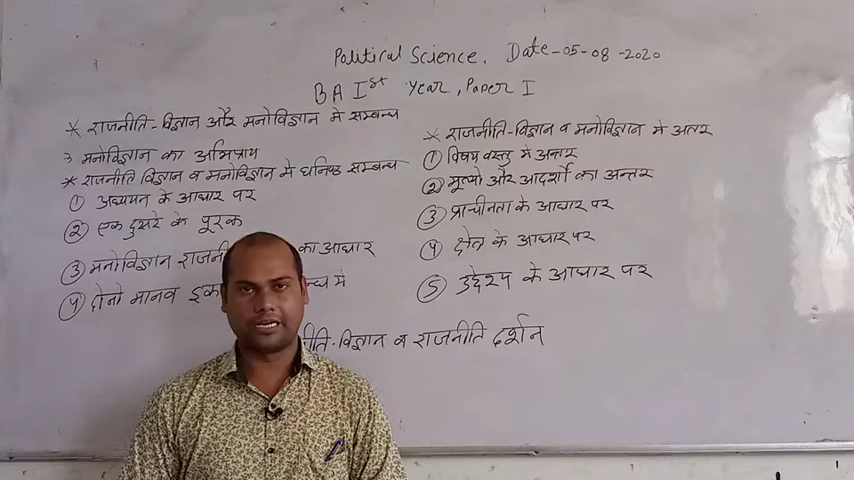 Political Science. Date-05-08-2020
BA Ist Year, Paper I
* राजनीति-विज्ञान और मनोविज्ञान मे सम्बन्ध
→ मनोविज्ञान का अभिप्राय
* राजनीति विज्ञान व मनोविज्ञान मे घनिष्ठ सम्बन्ध
① अध्ययन के आधार पर
② एक दुसरे के पूरक
③ मनोविज्ञान राजनी का आधार
④ दोनो मानव इका न्ध मे
* राजनीति-विज्ञान व मनोविज्ञान मे अंतर
① विषय वस्तु मे अन्तर
② मूल्यो और आदर्शो का अन्तर
③ प्राचीनता के आधार पर
④ क्षेत्र के आधार पर
⑤ उद्देश्य के आधार पर
नीति-विज्ञान व राजनीति दर्शन